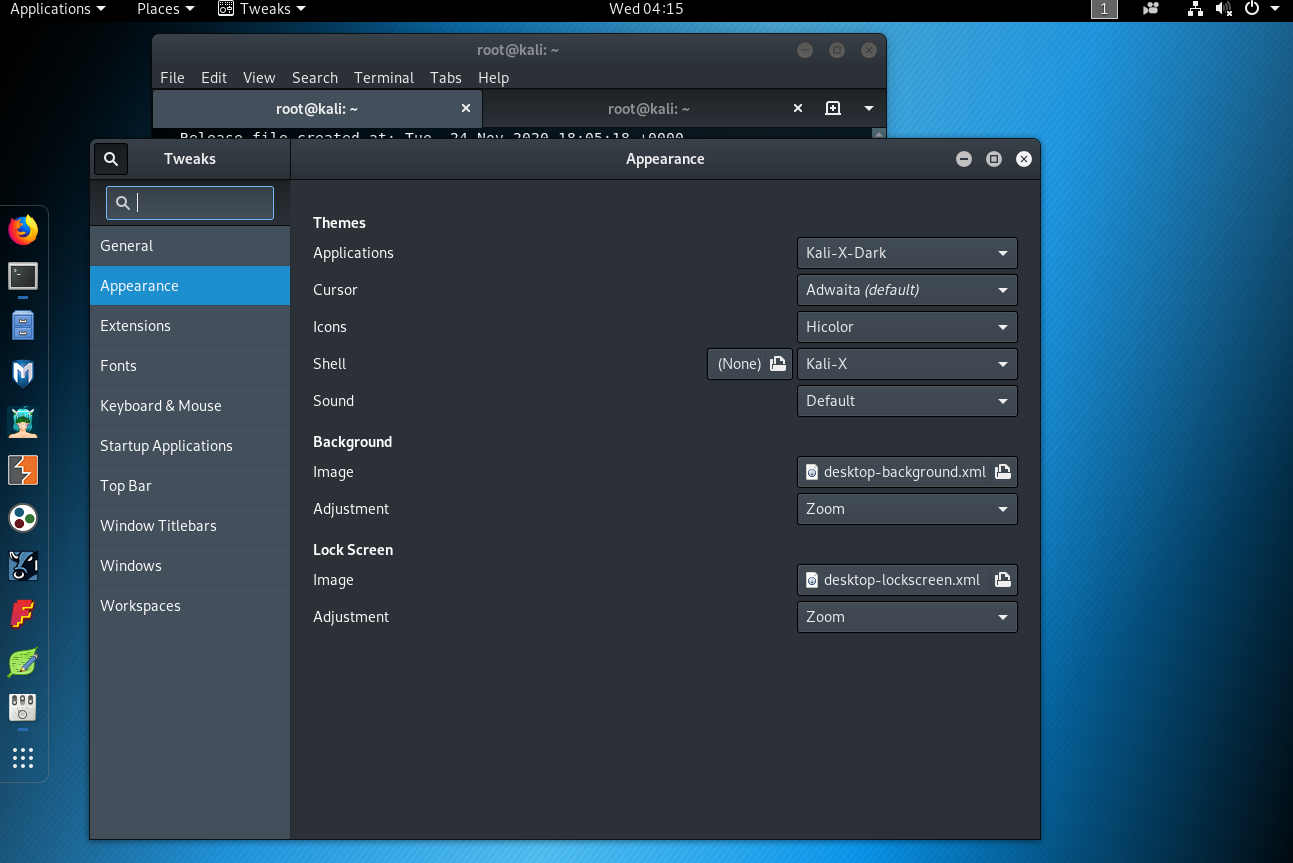 Applications Places Tweaks Wed 04:15 1
root@kali: ~
File Edit View Search Terminal Tabs Help
root@kali: ~ root@kali: ~
Release file created at: Tue, 24 Nov 2020 18:05:18 +0000
Tweaks Appearance
General
Appearance
Extensions
Fonts
Keyboard & Mouse
Startup Applications
Top Bar
Window Titlebars
Windows
Workspaces
Themes
Applications Kali-X-Dark
Cursor Adwaita (default)
Icons Hicolor
Shell (None) Kali-X
Sound Default
Background
Image desktop-background.xml
Adjustment Zoom
Lock Screen
Image desktop-lockscreen.xml
Adjustment Zoom